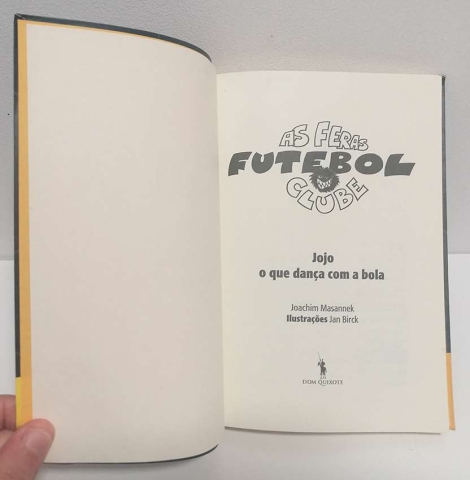 AS FERAS
FUTEBOL
CLUBE
Jojo
o que dança com a bola
Joachim Masannek
Ilustrações Jan Birck
DOM QUIXOTE